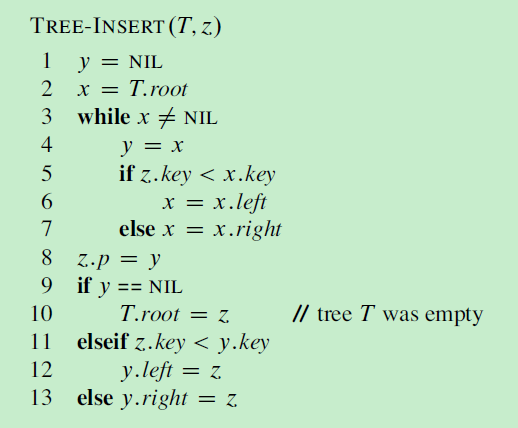 TREE-INSERT(T, z)
1 y = NIL
2 x = T.root
3 while x ≠ NIL
4 y = x
5 if z.key < x.key
6 x = x.left
7 else x = x.right
8 z.p = y
9 if y == NIL
10 T.root = z // tree T was empty
11 elseif z.key < y.key
12 y.left = z
13 else y.right = z